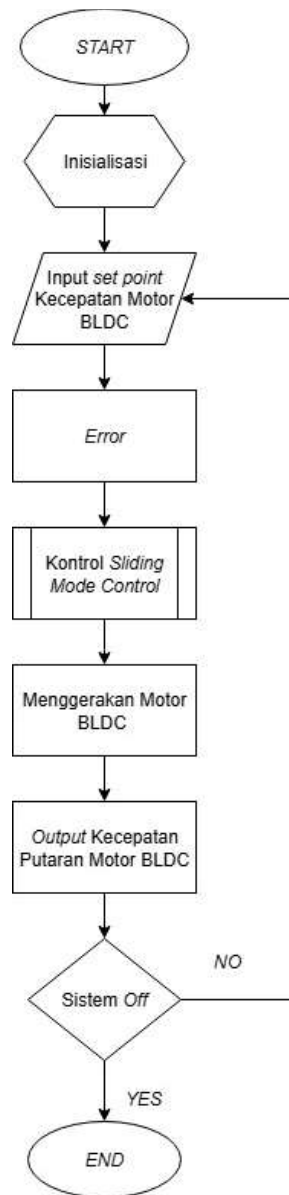 START
Inisialisasi
Input set point
Kecepatan Motor
BLDC
Error
Kontrol Sliding
Mode Control
Menggerakan Motor
BLDC
Output Kecepatan
Putaran Motor BLDC
NO
Sistem Off
YES
END